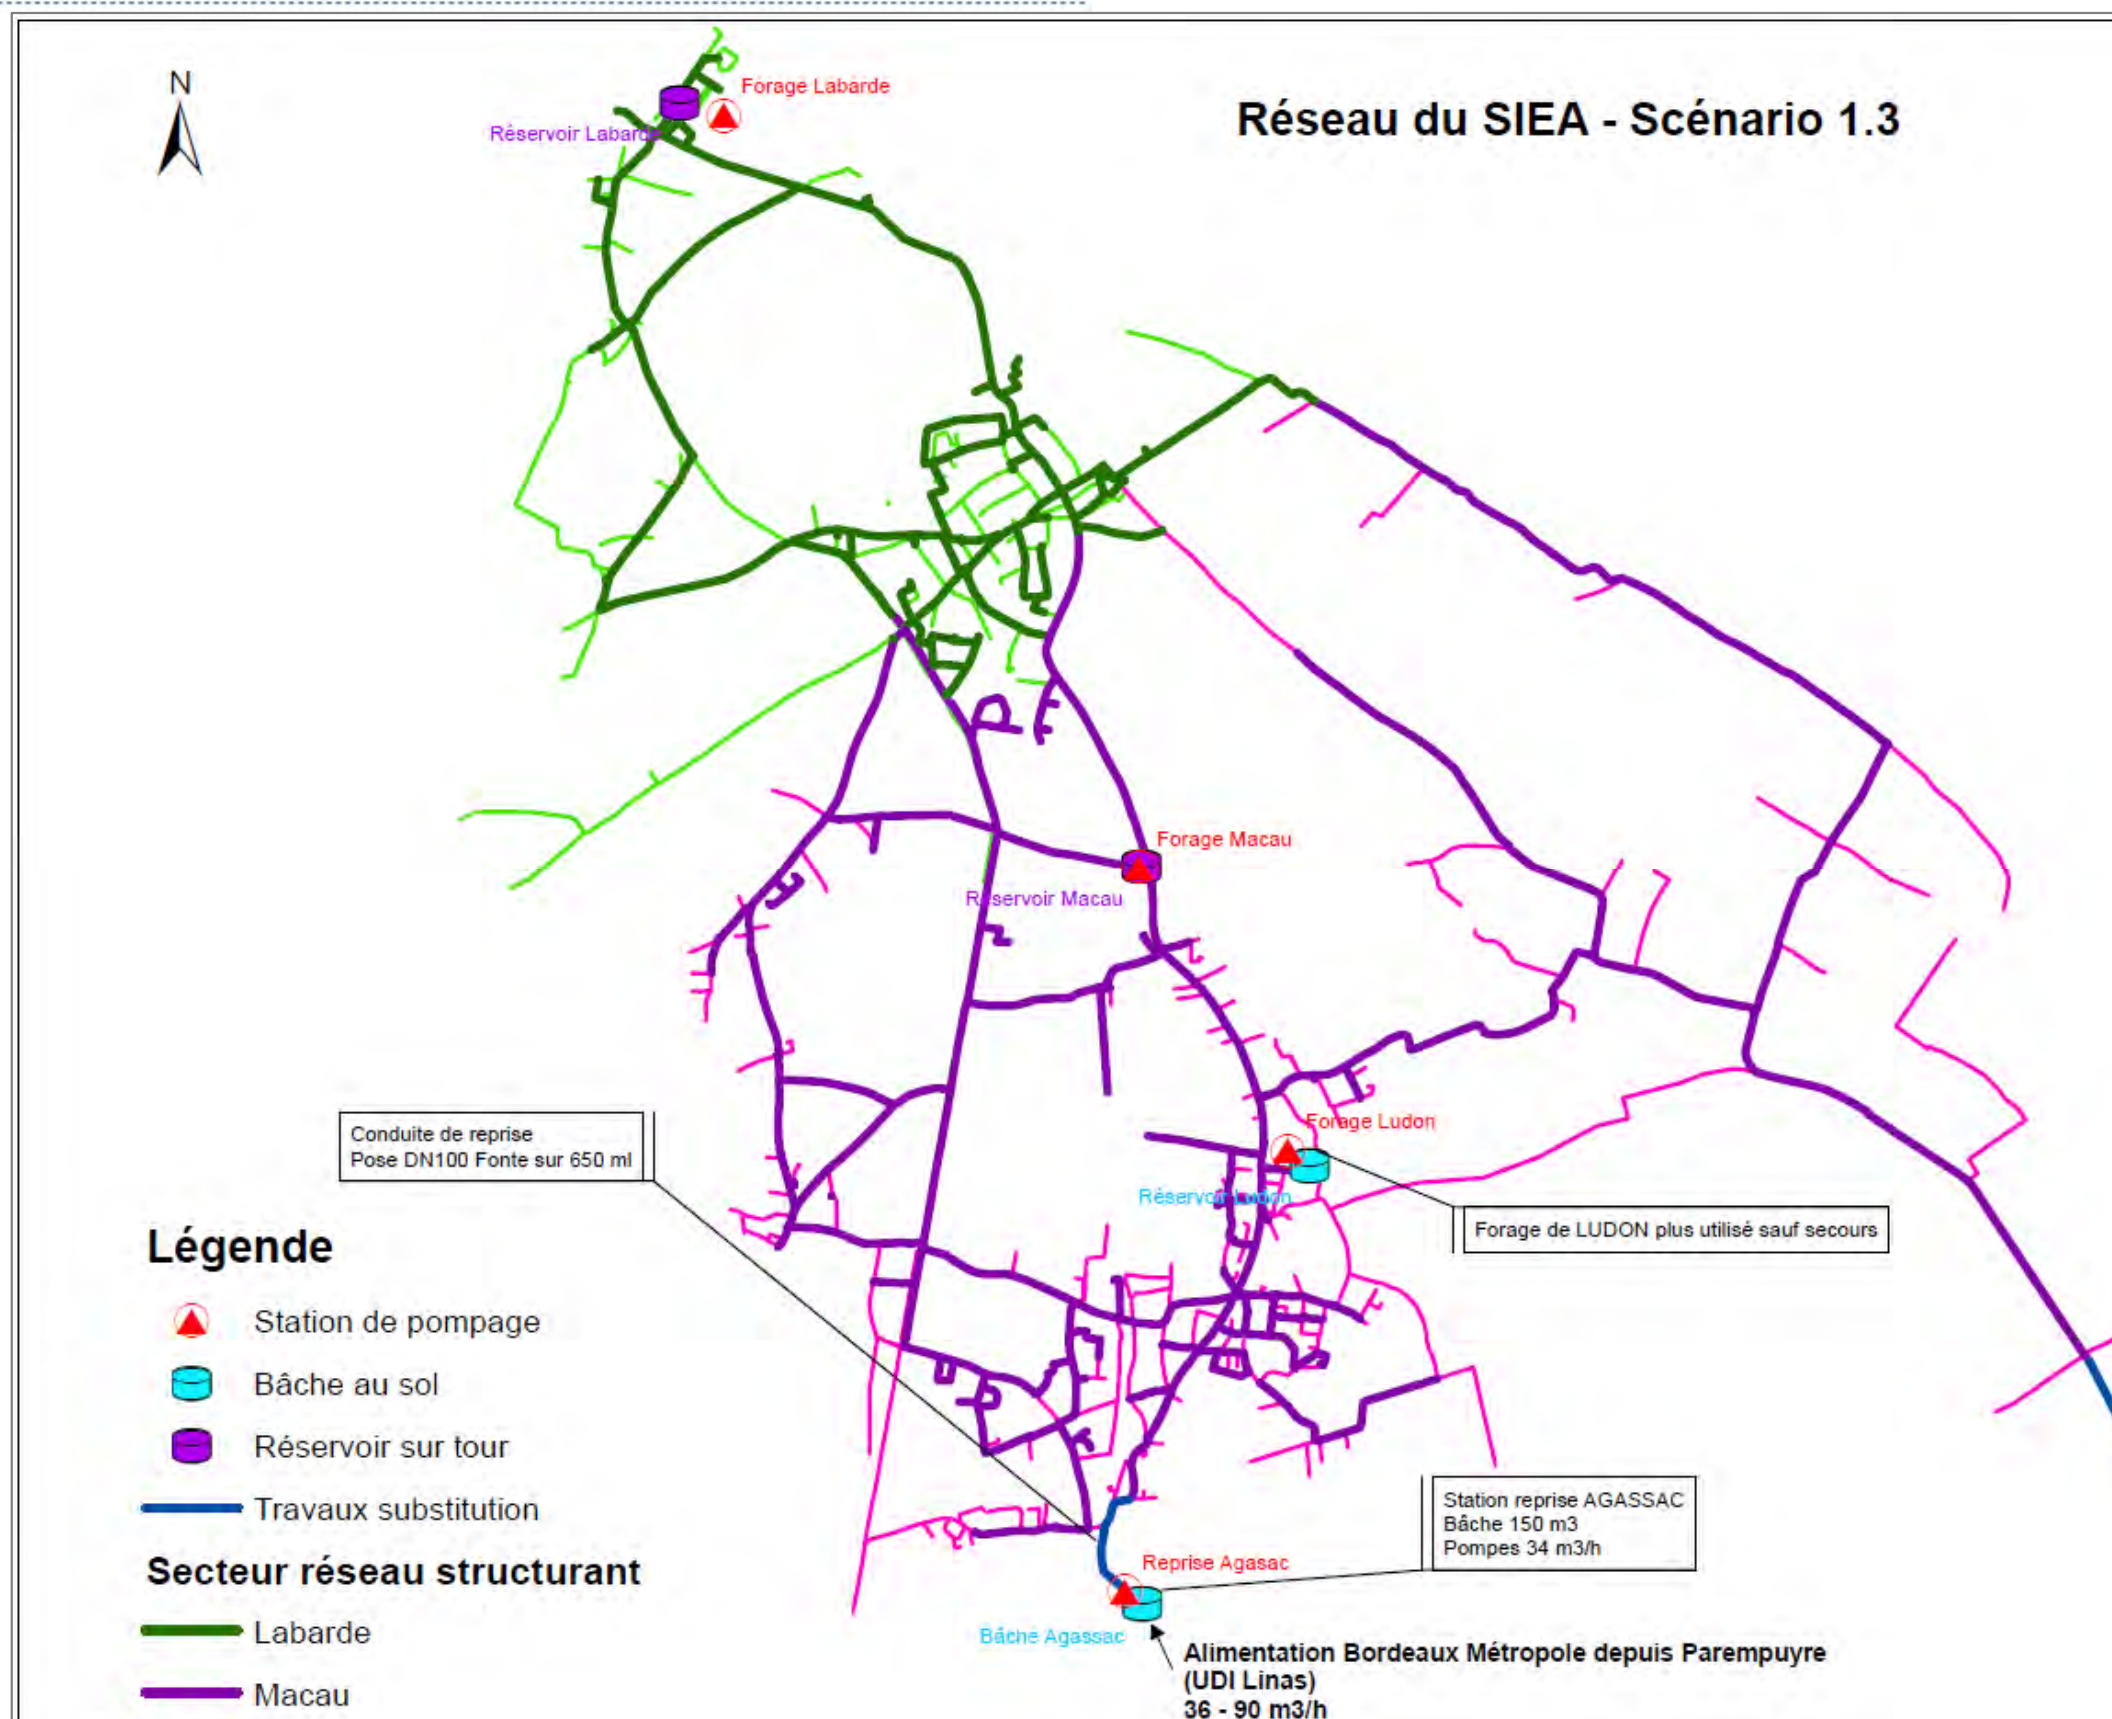 N
Forage Labarde
Réservoir Labarde
Réseau du SIEA - Scénario 1.3
Forage Macau
Réservoir Macau
Conduite de reprise
Pose DN100 Fonte sur 650 ml
Forage Ludon
Réservoir Ludon
Forage de LUDON plus utilisé sauf secours
Légende
Station de pompage
Bâche au sol
Réservoir sur tour
Travaux substitution
Secteur réseau structurant
Labarde
Macau
Station reprise AGASSAC
Bâche 150 m3
Pompes 34 m3/h
Reprise Agasac
Bâche Agassac
Alimentation Bordeaux Métropole depuis Parempuyre
(UDI Linas)
36 - 90 m3/h